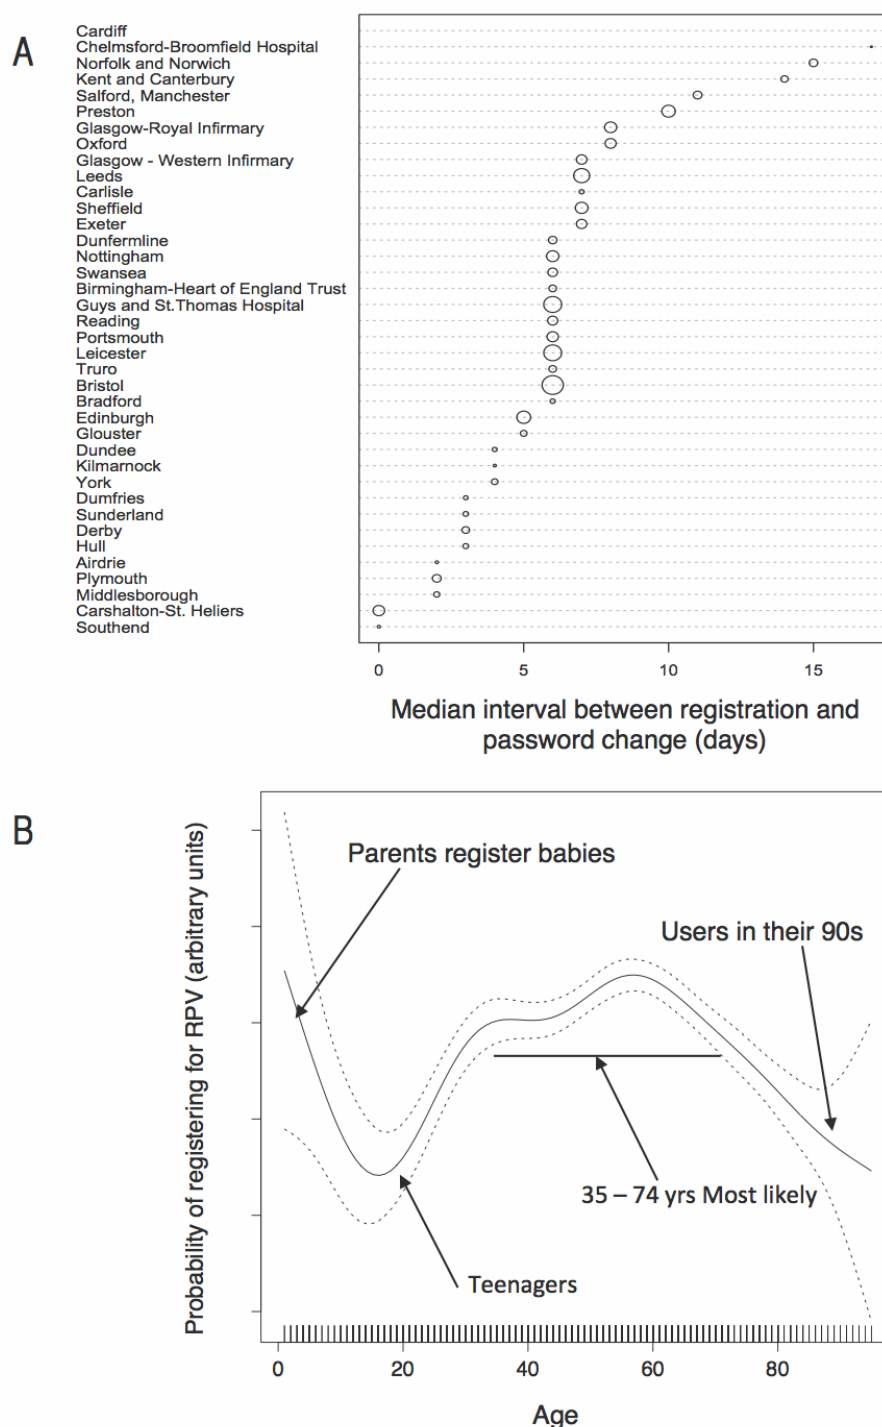 A
Cardiff
Chelmsford-Broomfield Hospital
Norfolk and Norwich
Kent and Canterbury
Salford, Manchester
Preston
Glasgow-Royal Infirmary
Oxford
Glasgow - Western Infirmary
Leeds
Carlisle
Sheffield
Exeter
Dunfermline
Nottingham
Swansea
Birmingham-Heart of England Trust
Guys and St.Thomas Hospital
Reading
Portsmouth
Leicester
Truro
Bristol
Bradford
Edinburgh
Glouster
Dundee
Kilmarnock
York
Dumfries
Sunderland
Derby
Hull
Airdrie
Plymouth
Middlesborough
Carshalton-St. Heliers
Southend
0 5 10 15
Median interval between registration and
password change (days)
B
Probability of registering for RPV (arbitrary units)
Parents register babies
Users in their 90s
35 – 74 yrs Most likely
Teenagers
0 20 40 60 80
Age